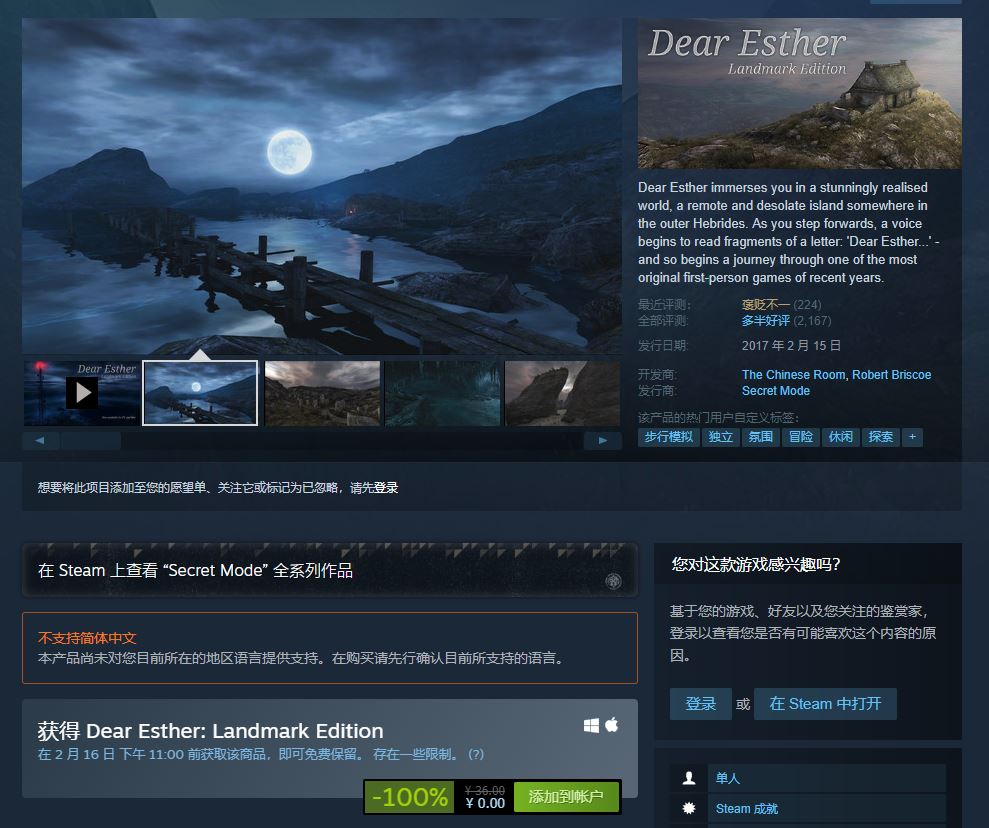 Dear Esther
Landmark Edition
Dear Esther immerses you in a stunningly realised
world, a remote and desolate island somewhere in
the outer Hebrides. As you step forwards, a voice
begins to read fragments of a letter: 'Dear Esther...' -
and so begins a journey through one of the most
original first-person games of recent years.
最近评测: 褒贬不一 (224)
全部评测: 多半好评 (2,167)
发行日期: 2017 年 2 月 15 日
开发商: The Chinese Room, Robert Briscoe
发行商: Secret Mode
该产品的热门用户自定义标签:
步行模拟 独立 氛围 冒险 休闲 探索 +
Dear Esther
想要将此项目添加至您的愿望单、关注它或标记为已忽略，请先登录
在 Steam 上查看 “Secret Mode” 全系列作品
不支持简体中文
本产品尚未对您目前所在的地区语言提供支持。在购买请先行确认目前所支持的语言。
获得 Dear Esther: Landmark Edition
在 2 月 16 日 下午 11:00 前获取该商品，即可免费保留。 存在一些限制。 (?)
-100% ¥ 36.00 ¥ 0.00 添加到帐户
您对这款游戏感兴趣吗?
基于您的游戏、好友以及您关注的鉴赏家，
登录以查看您是否有可能喜欢这个内容的原
因。
登录 或 在 Steam 中打开
单人
Steam 成就